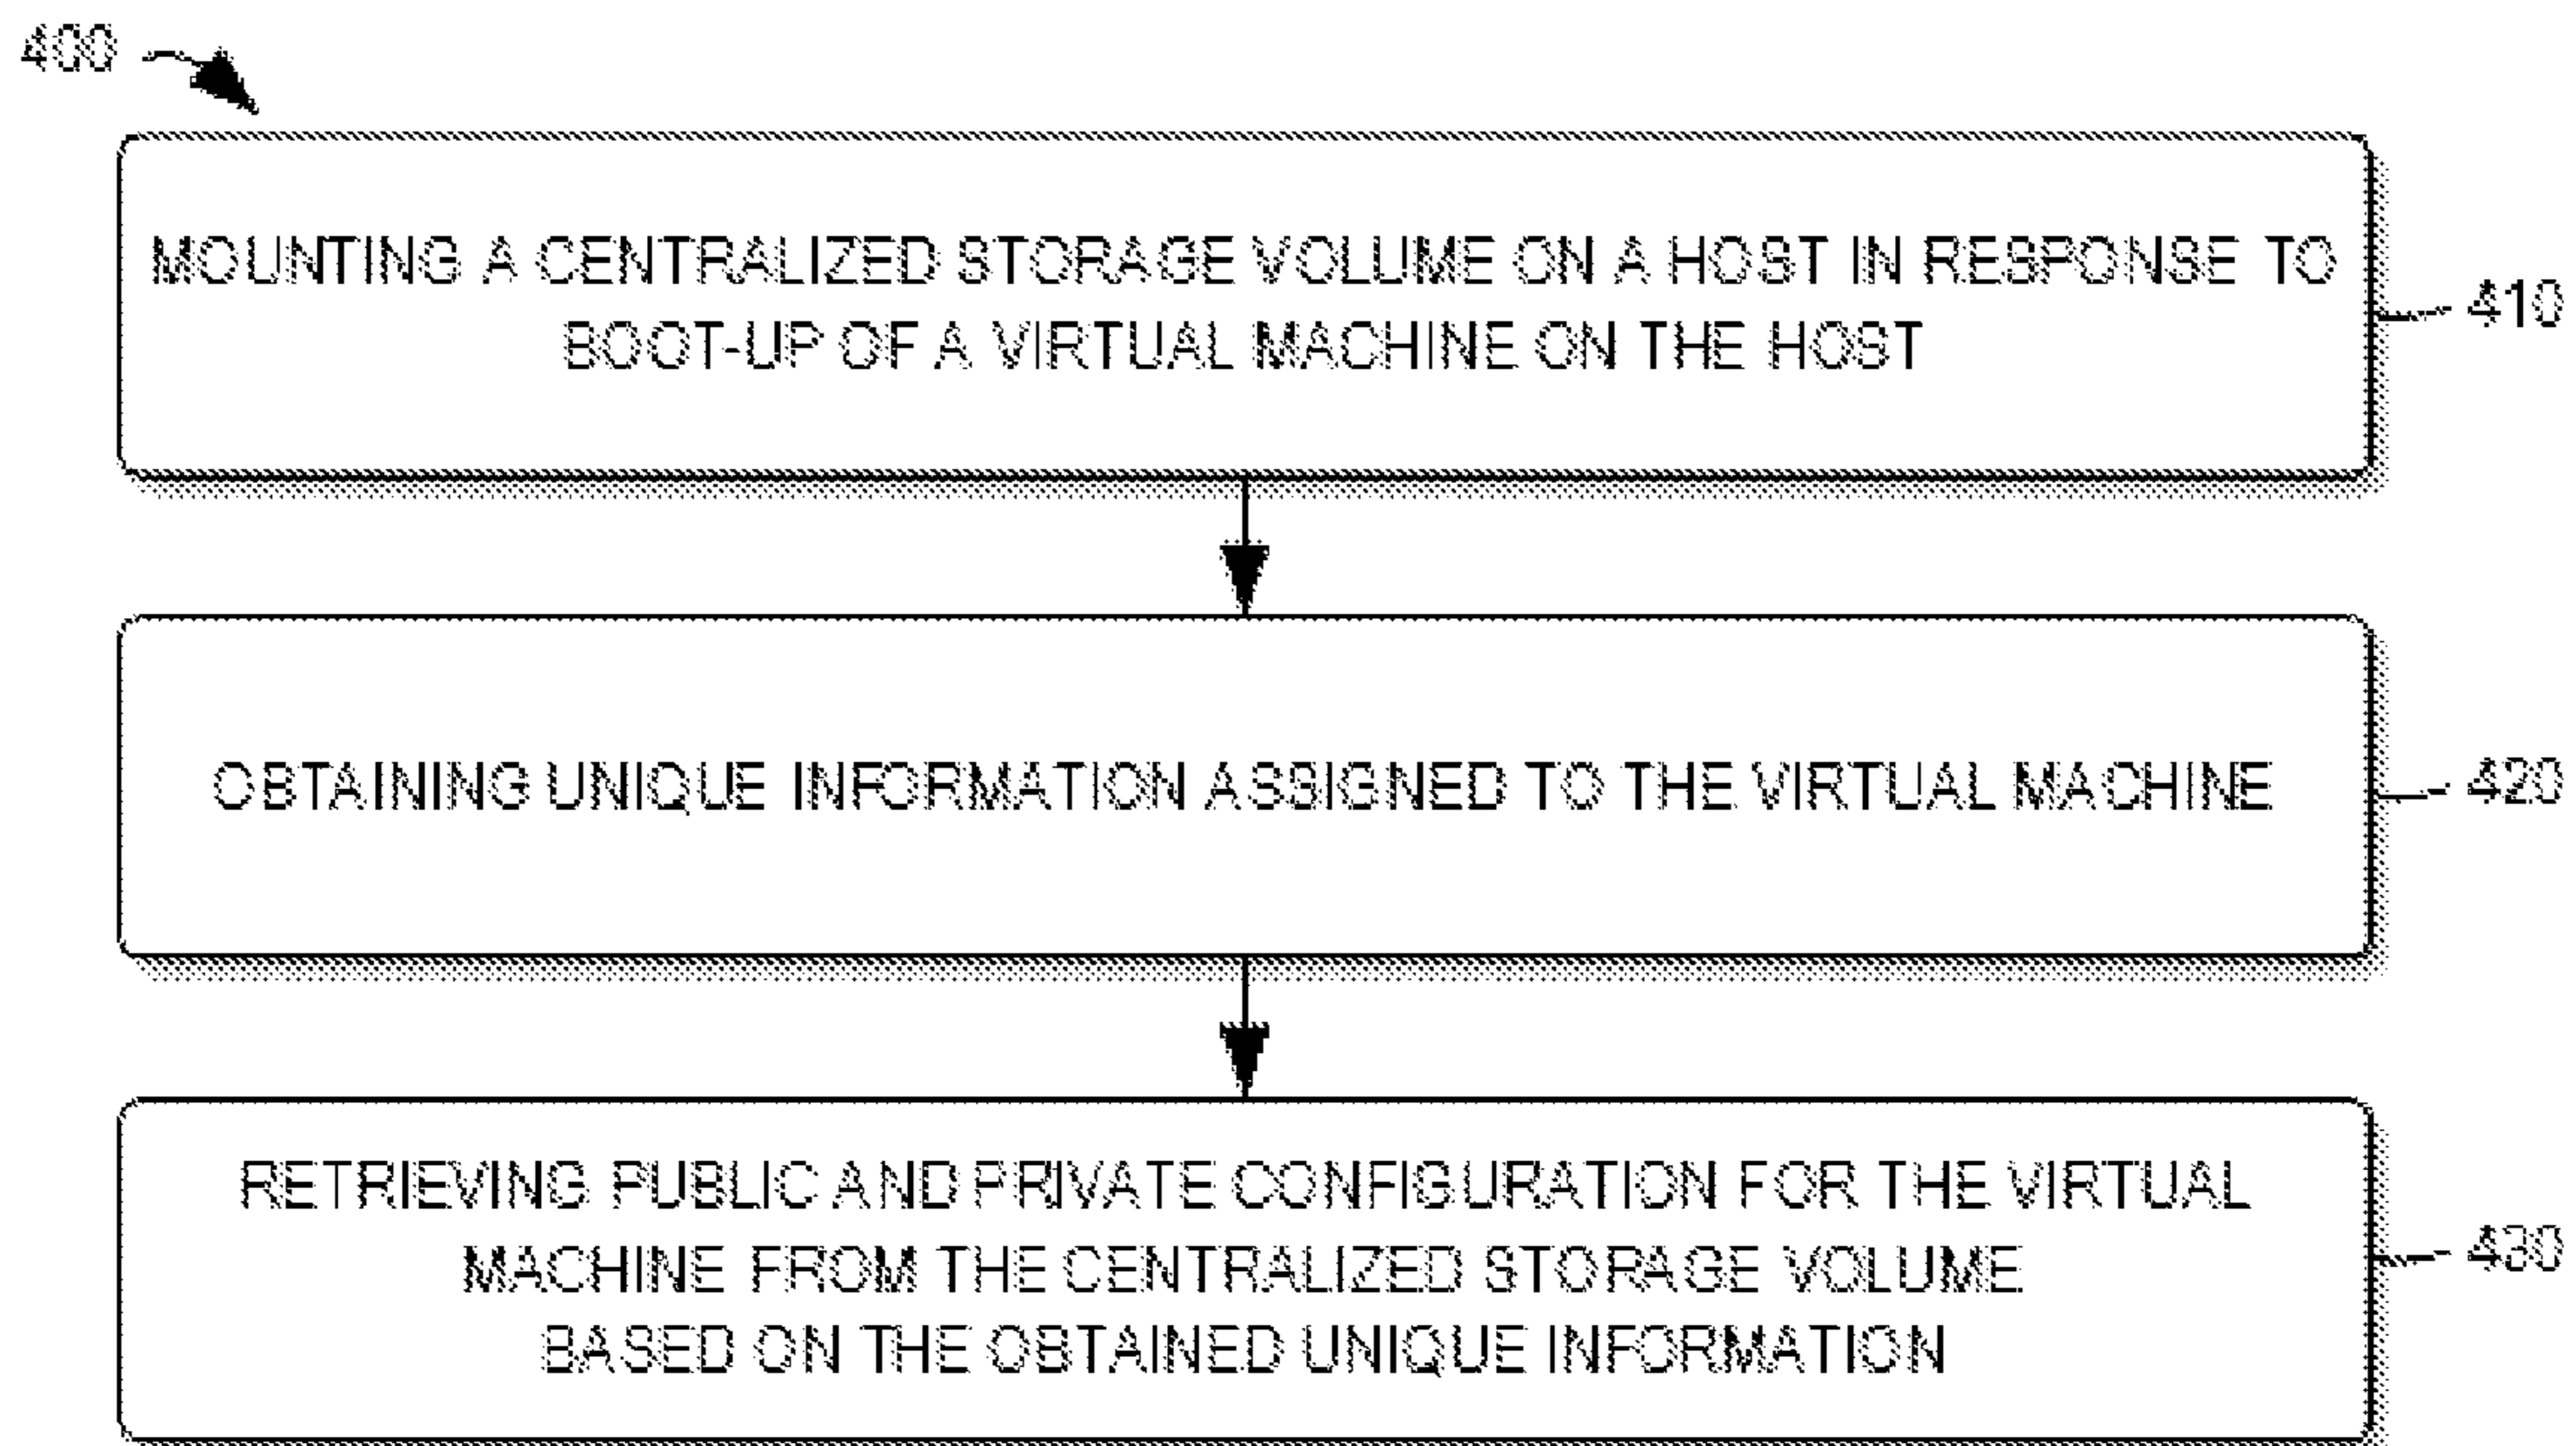 400
MOUNTING A CENTRALIZED STORAGE VOLUME ON A HOST IN RESPONSE TO
BOOT-UP OF A VIRTUAL MACHINE ON THE HOST
410
OBTAINING UNIQUE INFORMATION ASSIGNED TO THE VIRTUAL MACHINE
420
RETRIEVING PUBLIC AND PRIVATE CONFIGURATION FOR THE VIRTUAL
MACHINE FROM THE CENTRALIZED STORAGE VOLUME
BASED ON THE OBTAINED UNIQUE INFORMATION
430